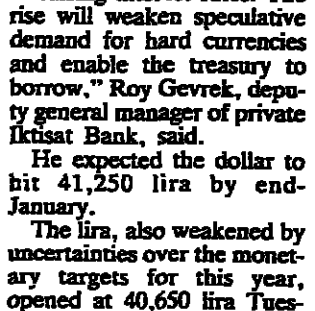 rise will weaken speculative
demand for hard currencies
and enable the treasury to
borrow," Roy Gevrek, depu-
ty general manager of private
Iktisat Bank, said.
He expected the dollar to
hit 41,250 lira by end-
January.
The lira, also weakened by
uncertainties over the monet-
ary targets for this year,
opened at 40,650 lira Tues-